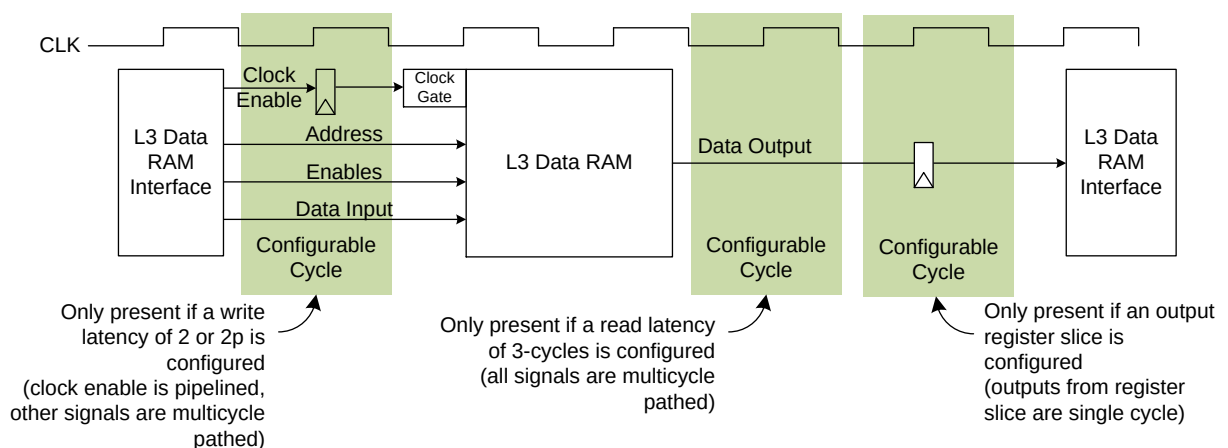 CLK
Clock
Enable
Clock
Gate
L3 Data
RAM
Interface
Address
Enables
Data Input
L3 Data RAM
Data Output
L3 Data
RAM
Interface
Configurable
Cycle
Configurable
Cycle
Configurable
Cycle
Only present if a write
latency of 2 or 2p is
configured
(clock enable is pipelined,
other signals are multicycle
pathed)
Only present if a read latency
of 3-cycles is configured
(all signals are multicycle
pathed)
Only present if an output
register slice is
configured
(outputs from register
slice are single cycle)